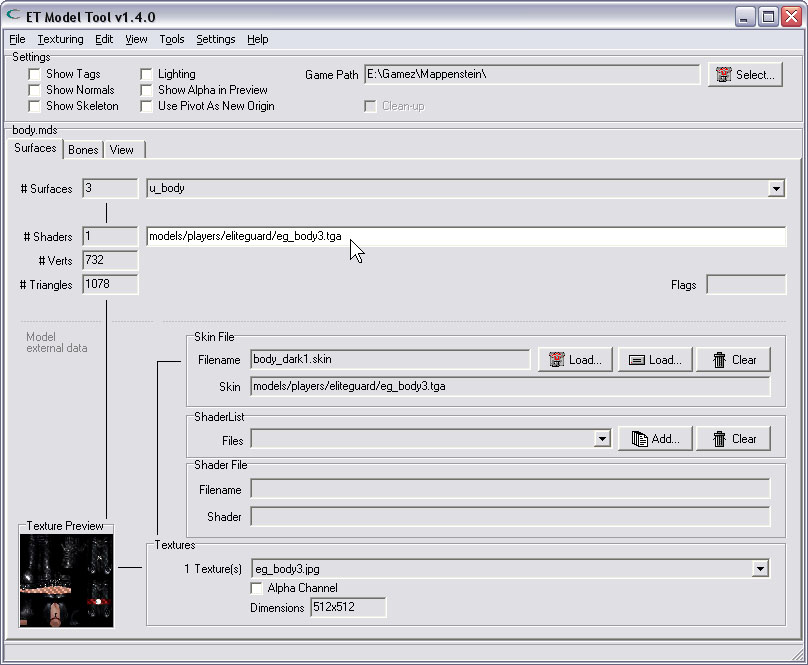 ET Model Tool v1.4.0
File Texturing Edit View Tools Settings Help
Settings
Show Tags Lighting Game Path E:\Gamez\Mappenstein\ Select...
Show Normals Show Alpha in Preview
Show Skeleton Use Pivot As New Origin Clean-up
body.mds
Surfaces Bones View
# Surfaces 3 u_body
# Shaders 1 models/players/eliteguard/eg_body3.tga
# Verts 732
# Triangles 1078 Flags
Model
external data
Skin File
Filename body_dark1.skin Load... Load... Clear
Skin models/players/eliteguard/eg_body3.tga
ShaderList
Files Add... Clear
Shader File
Filename
Shader
Texture Preview
Textures
1 Texture(s) eg_body3.jpg
Alpha Channel
Dimensions 512x512